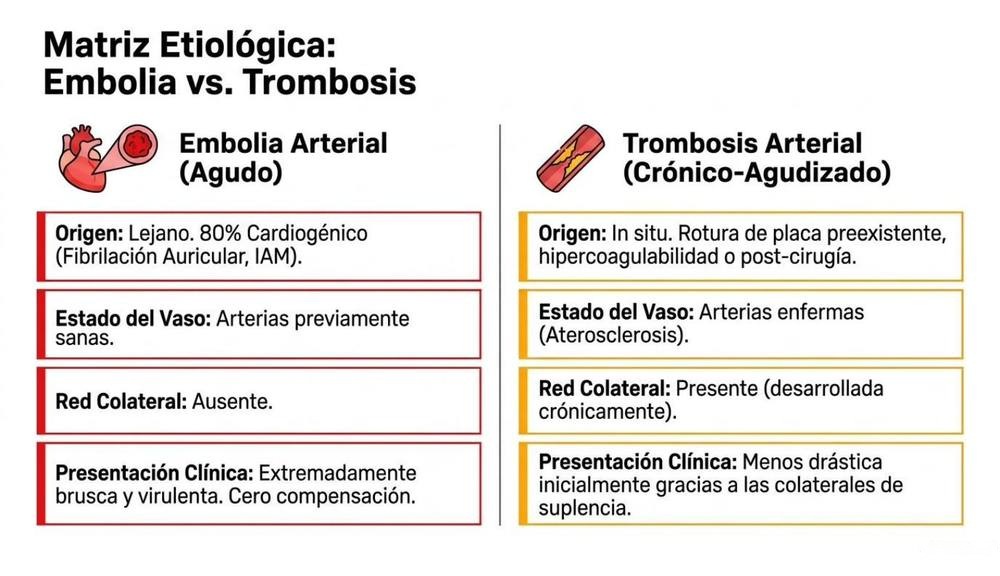 Matriz Etiológica:
Embolia vs. Trombosis
Embolia Arterial
(Agudo)
Origen: Lejano. 80% Cardiogénico
(Fibrilación Auricular, IAM).
Estado del Vaso: Arterias previamente
sanas.
Red Colateral: Ausente.
Presentación Clínica: Extremadamente
brusca y virulenta. Cero compensación.
Trombosis Arterial
(Crónico-Agudizado)
Origen: In situ. Rotura de placa preexistente,
hipercoagulabilidad o post-cirugía.
Estado del Vaso: Arterias enfermas
(Aterosclerosis).
Red Colateral: Presente (desarrollada
crónicamente).
Presentación Clínica: Menos drástica
inicialmente gracias a las colaterales de
suplencia.